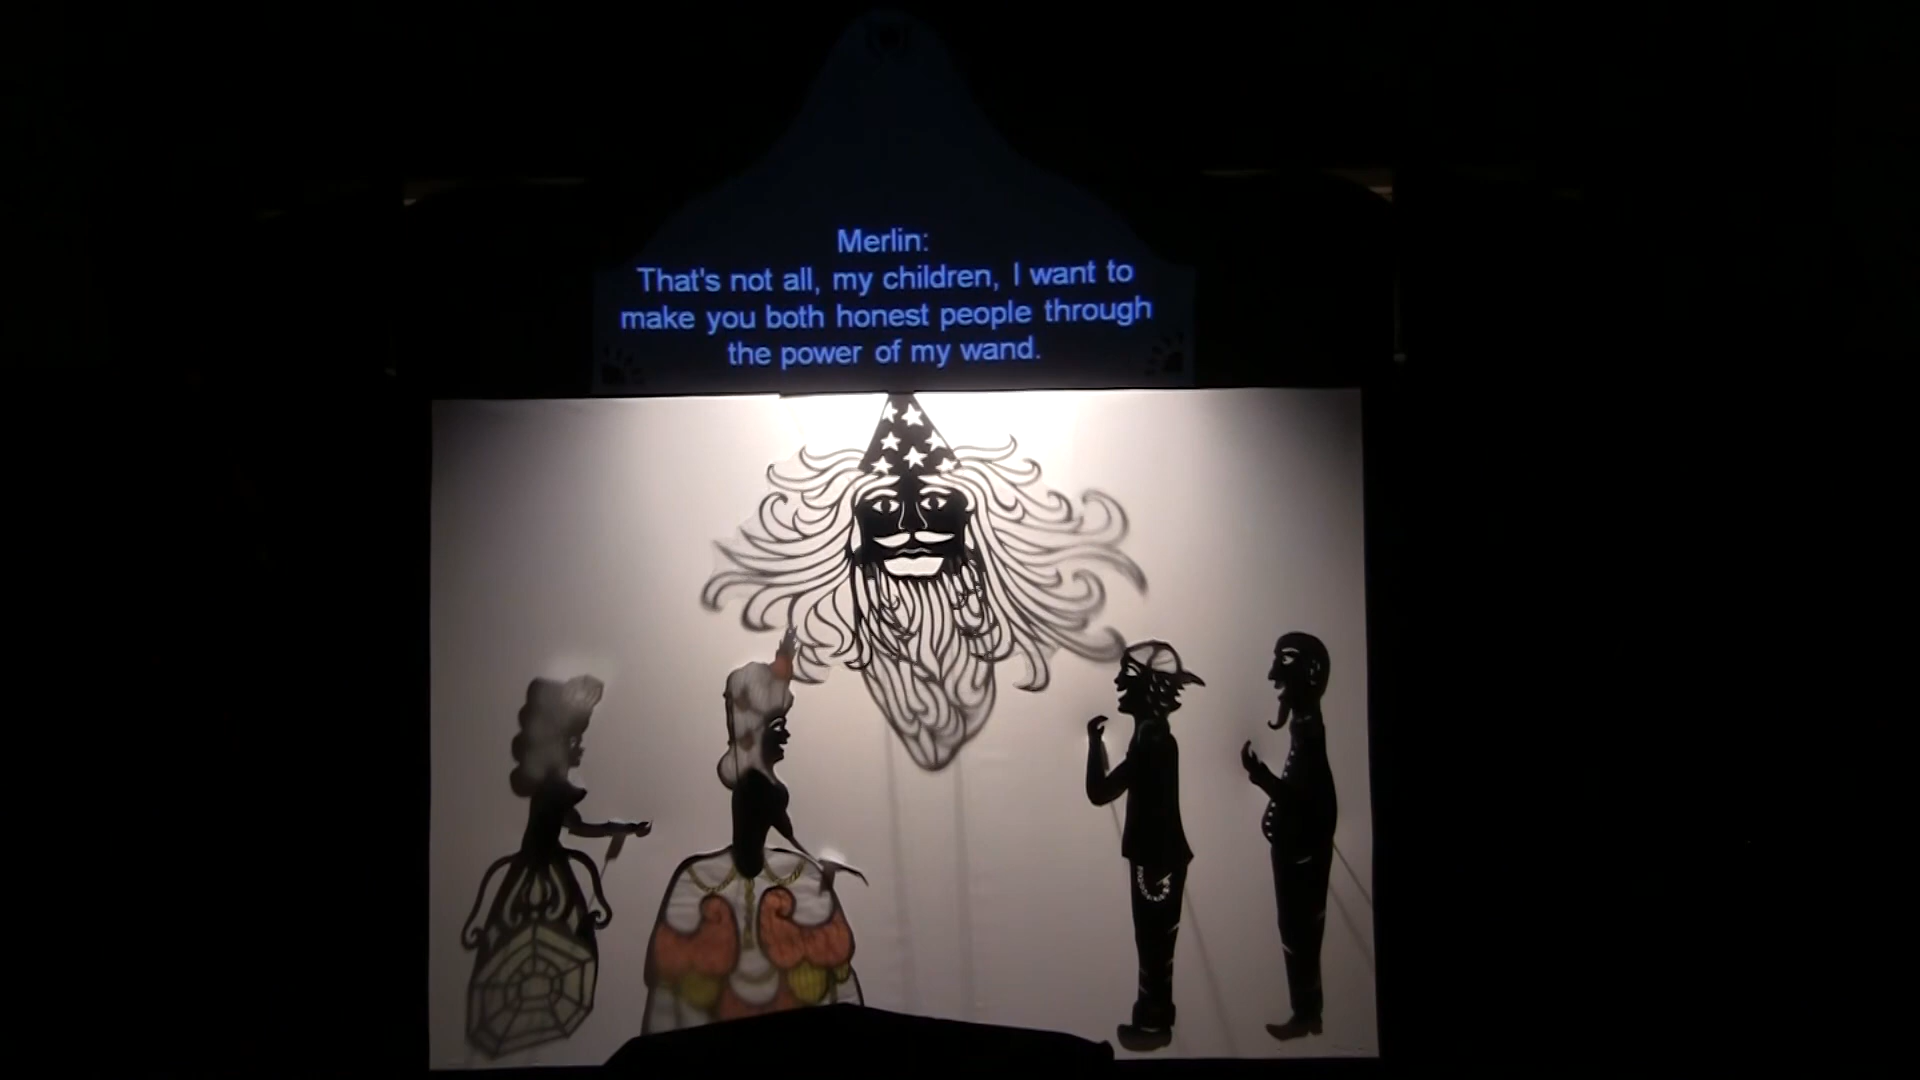 Merlin:
That's not all, my children, I want to
make you both honest people through
the power of my wand.